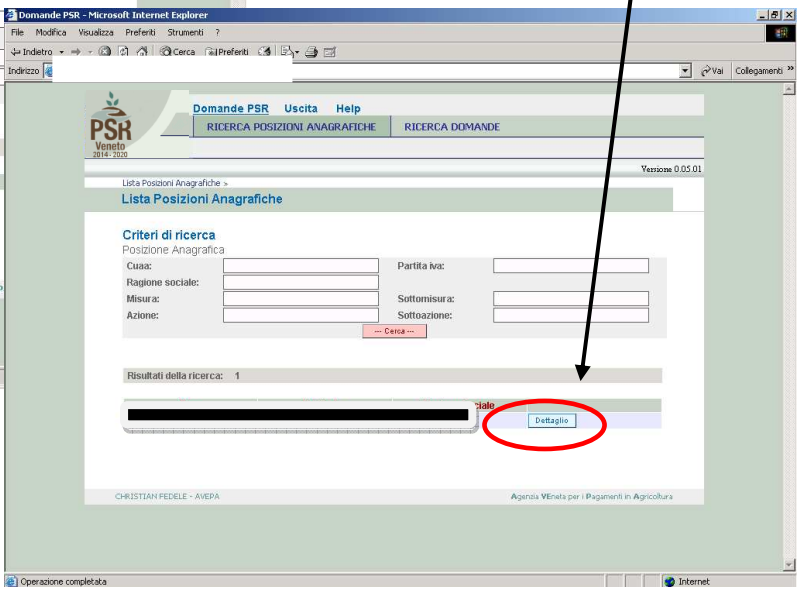 Domande PSR - Microsoft Internet Explorer
File Modifica Visualizza Preferiti Strumenti ?
Indietro Cerca Preferiti
Indirizzo Vai Collegamenti »
PSR
Veneto
2014 - 2020
Domande PSR Uscita Help
RICERCA POSIZIONI ANAGRAFICHE RICERCA DOMANDE
Versione 0.05.01
Lista Posizioni Anagrafiche >
Lista Posizioni Anagrafiche
Criteri di ricerca
Posizione Anagrafica
Cuaa: Partita iva:
Ragione sociale:
Misura: Sottomisura:
Azione: Sottoazione:
--- Cerca ---
Risultati della ricerca: 1
ciale
Dettaglio
CHRISTIAN FEDELE - AVEPA Agenzia VEneta per i Pagamenti in Agricoltura
Operazione completata Internet